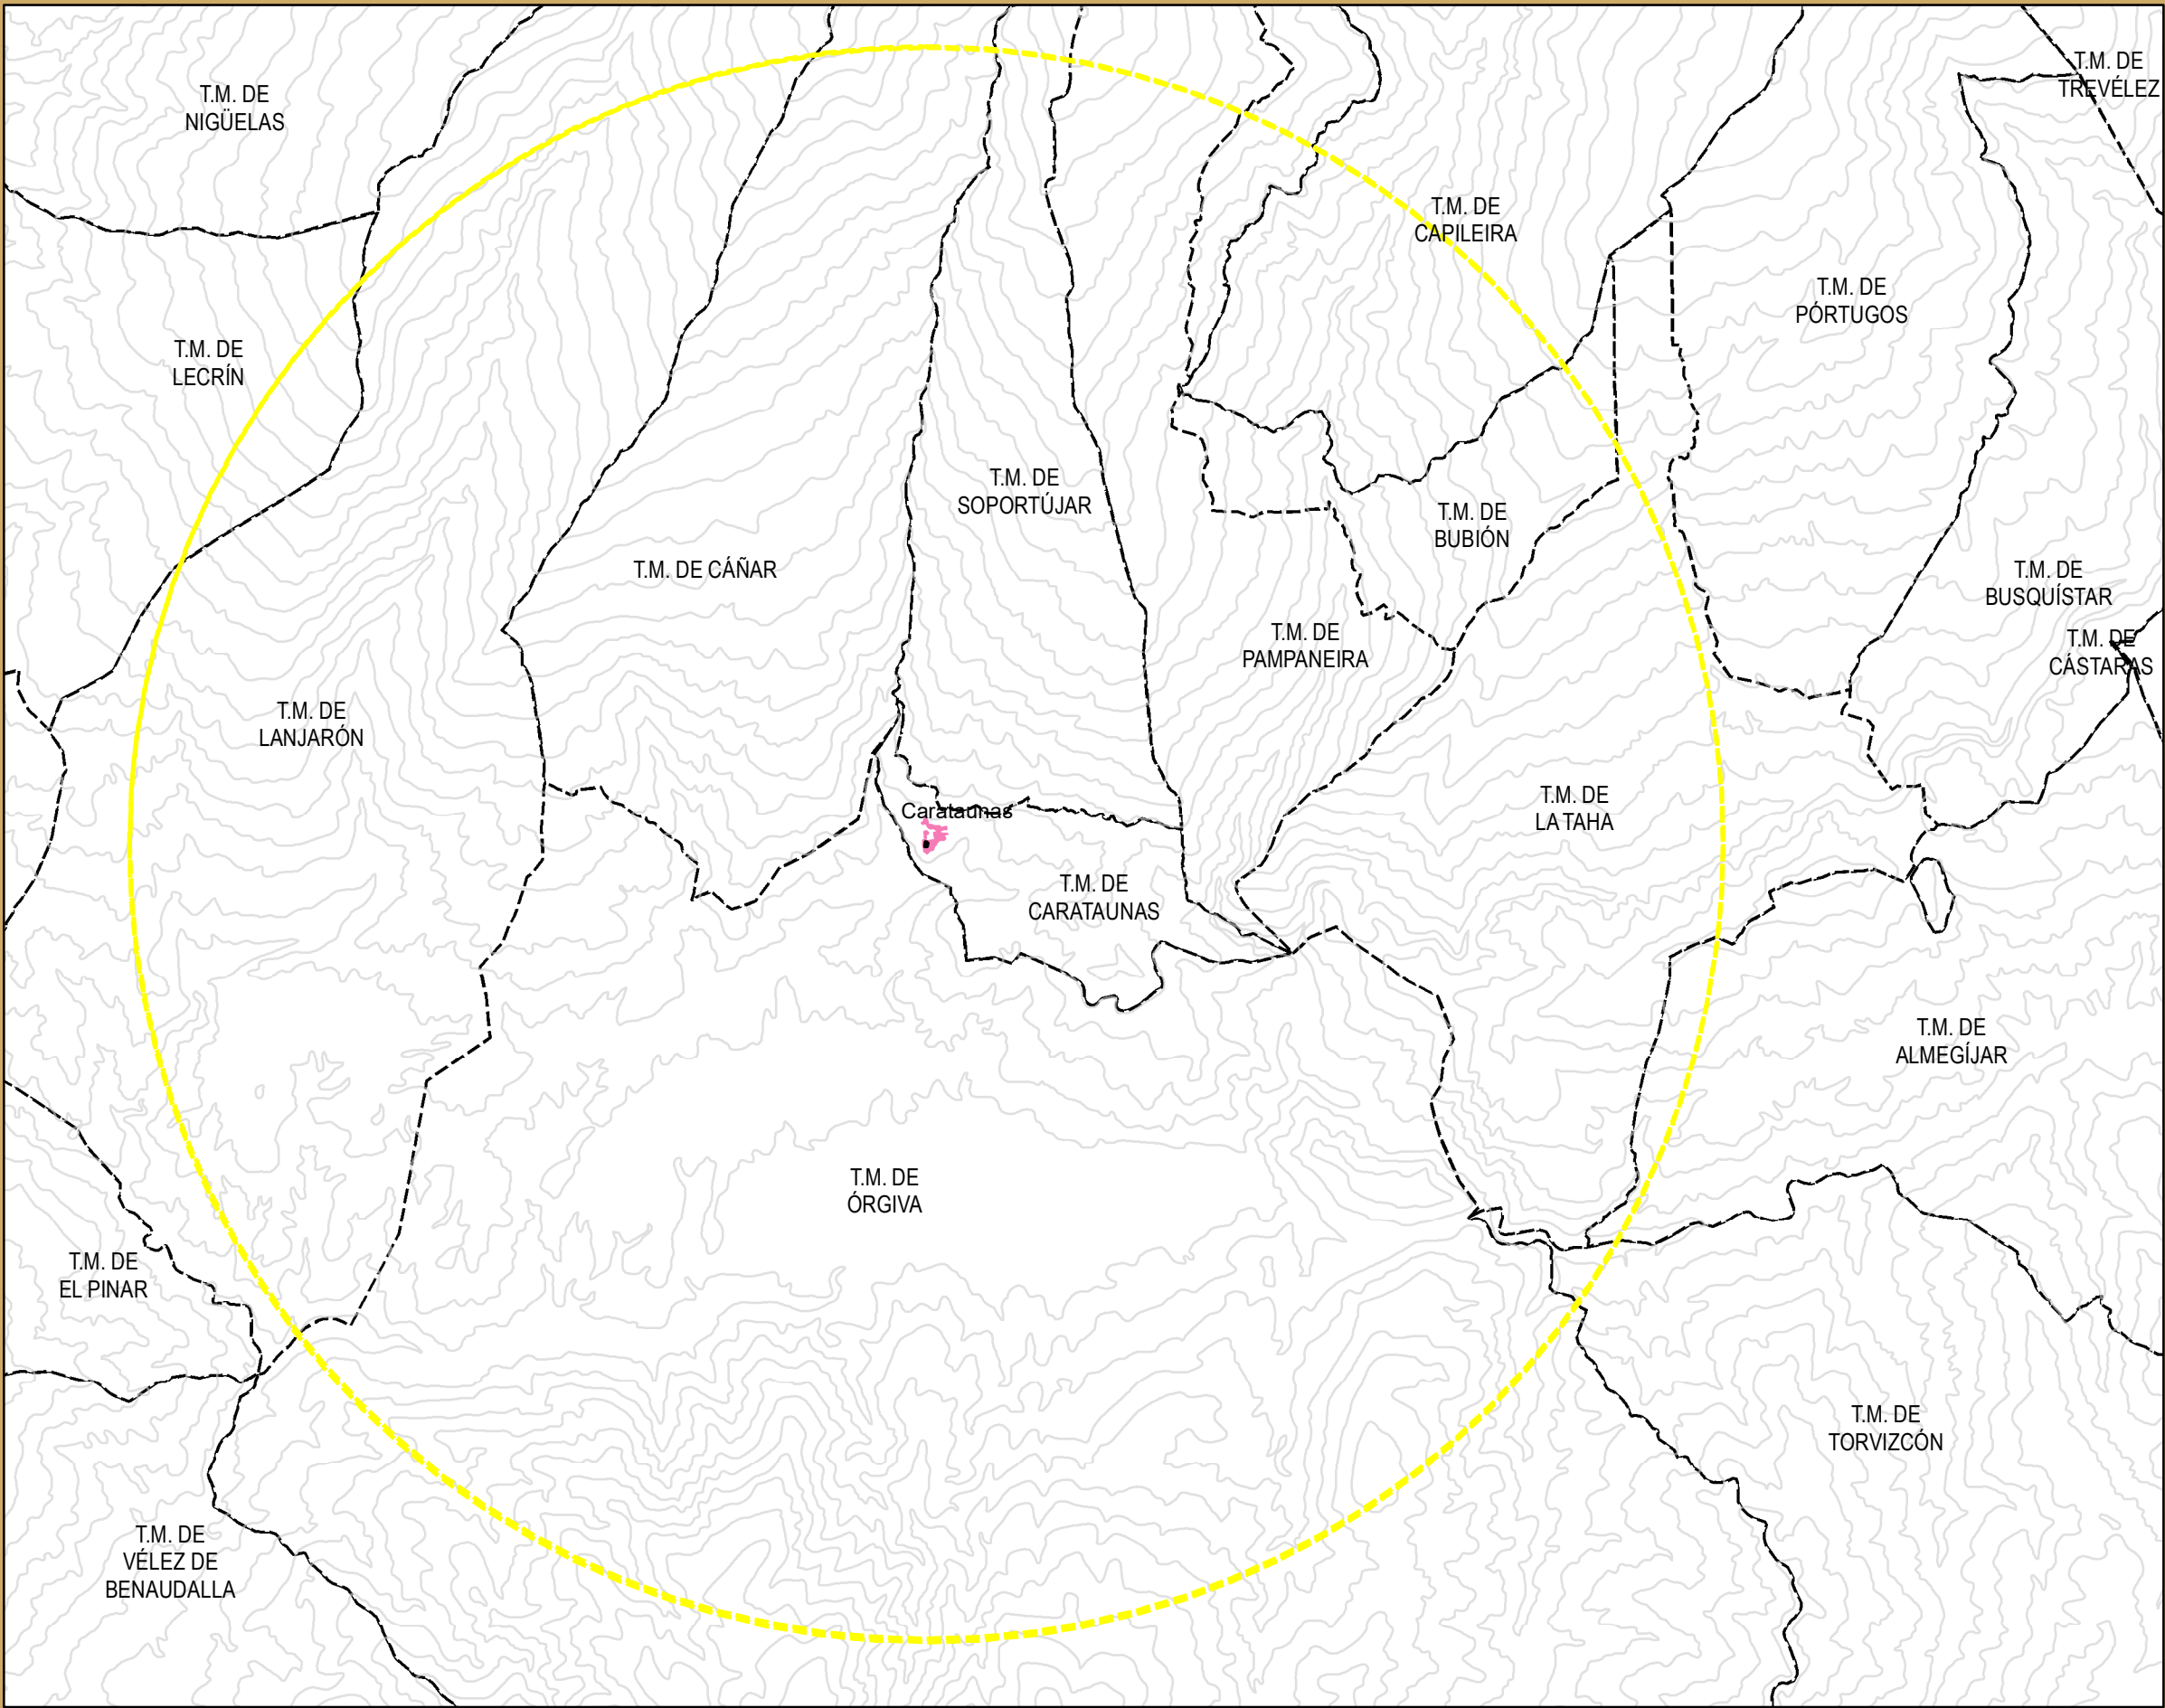 T.M. DE
TREVÉLEZ
T.M. DE
NIGÜELAS
T.M. DE
CAPILEIRA
T.M. DE
PÓRTUGOS
T.M. DE
LECRÍN
T.M. DE
SOPORTÚJAR
T.M. DE
BUBIÓN
T.M. DE CÁÑAR
T.M. DE
BUSQUÍSTAR
T.M. DE
PAMPANEIRA
T.M. DE
CÁSTARAS
T.M. DE
LANJARÓN
T.M. DE
LA TAHA
Carataunas
T.M. DE
CARATAUNAS
T.M. DE
ALMEGÍJAR
T.M. DE
ÓRGIVA
T.M. DE
EL PINAR
T.M. DE
TORVIZCÓN
T.M. DE
VÉLEZ DE
BENAUDALLA